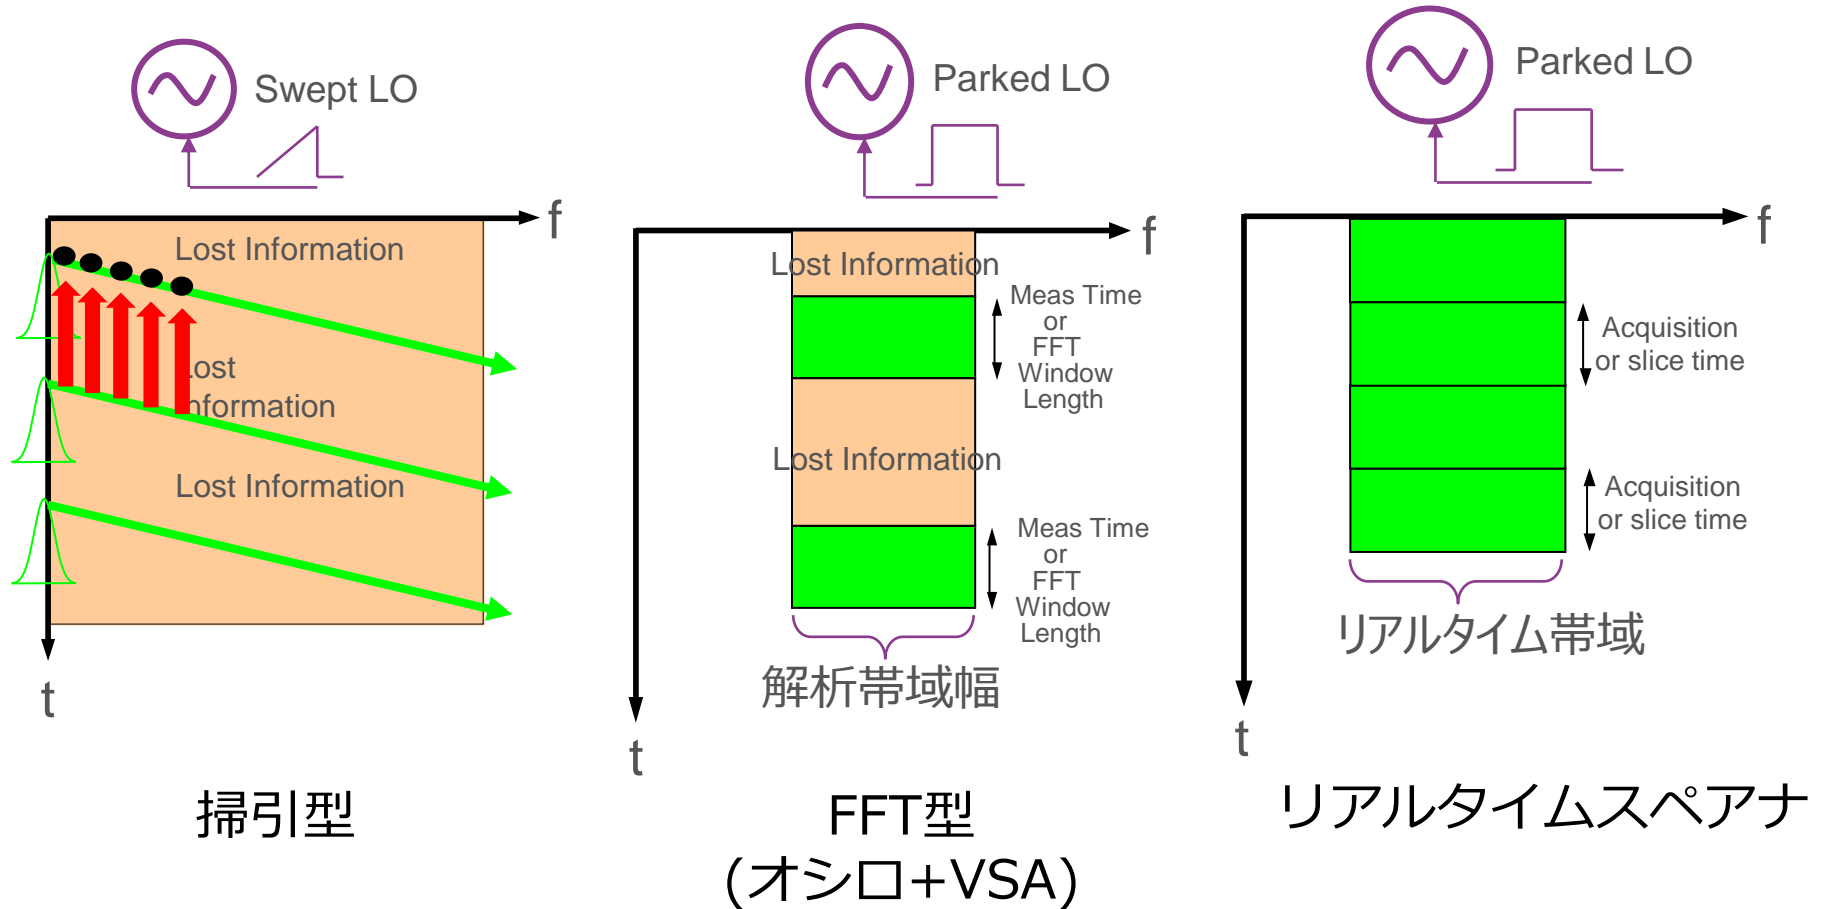 Swept LO
f
Lost Information
Lost
Information
Lost Information
t
掃引型
Parked LO
f
Lost Information
Meas Time
or
FFT
Window
Length
Lost Information
Meas Time
or
FFT
Window
Length
解析帯域幅
t
FFT型
(オシロ+VSA)
Parked LO
f
Acquisition
or slice time
Acquisition
or slice time
リアルタイム帯域
t
リアルタイムスペアナ